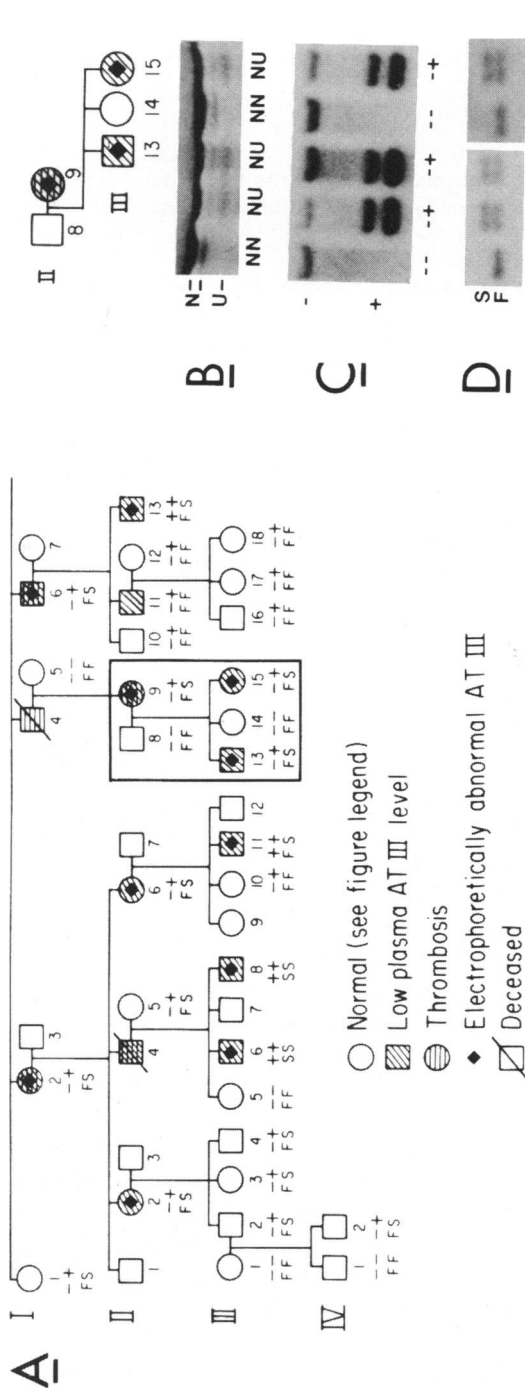 A
I
1 2 3 4 5 6 7
-+ -+ -- -+
FS FS FF FS
II
1 2 3 4 5 6 7 8 9 10 11 12 13
-+ -+ -+ -- -+ -+ -+ -+ ++
FS FS FS FF FS FF FF FF FS
III
1 2 3 4 5 6 7 8 9 10 11 12 13 14 15 16 17 18
-- -+ -+ -+ -- ++ ++ -+ ++ -+ -- -+ -+ -+ -+
FF FS FS FS FF SS SS FF FS FS FF FS FF FF FF
IV
1 2
-- -+
FF FS
Normal (see figure legend)
Low plasma AT III level
Thrombosis
Electrophoretically abnormal AT III
Deceased
II
8 9
III
13 14 15
B
N=
U-
NN NU NU NN NU
C
-
+
-- -+ -+ -- -+
D
S
F